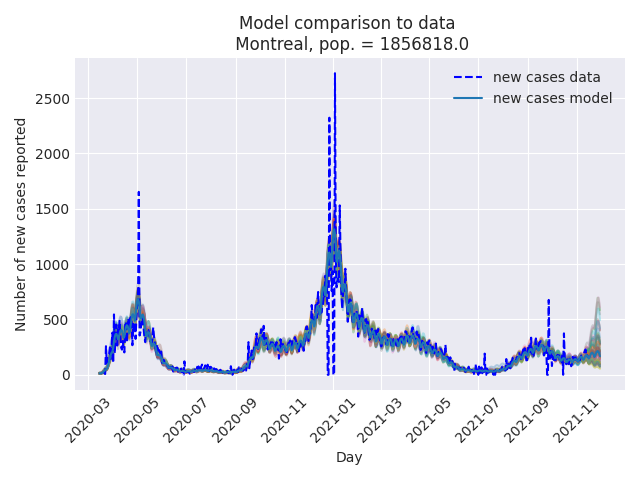 Model comparison to data
Montreal, pop. = 1856818.0
new cases data
new cases model
Number of new cases reported
2500
2000
1500
1000
500
0
2020-03
2020-05
2020-07
2020-09
2020-11
2021-01
2021-03
2021-05
2021-07
2021-09
2021-11
Day